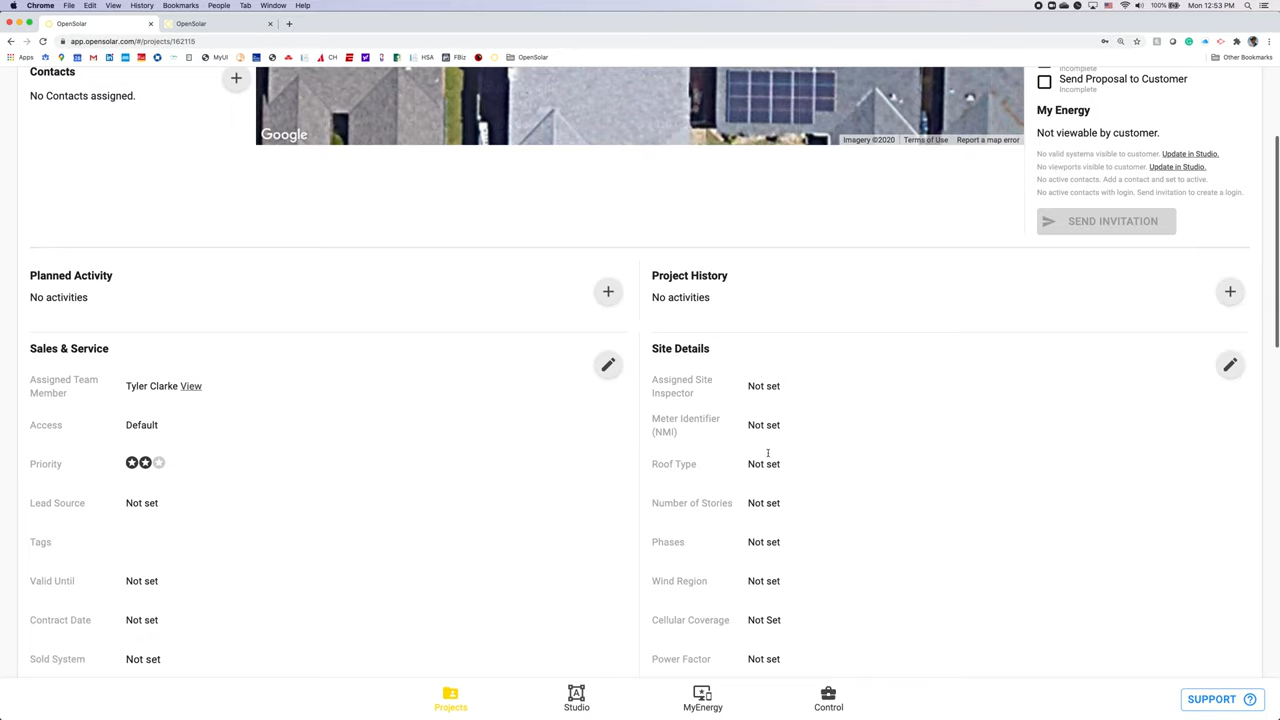 Chrome File Edit View History Bookmarks People Tab Window Help 100% Mon 12:53 PM
OpenSolar OpenSolar
app.opensolar.com/#/projects/162115
Apps MyUI CH FBiz HSA OpenSolar Other Bookmarks
Contacts
No Contacts assigned.
Google
Imagery ©2020 Terms of Use Report a map error
Incomplete
Send Proposal to Customer
Incomplete
My Energy
Not viewable by customer.
No valid systems visible to customer. Update in Studio.
No viewports visible to customer. Update in Studio.
No active contacts. Add a contact and set to active.
No active contacts with login. Send invitation to create a login.
SEND INVITATION
Planned Activity
No activities
Project History
No activities
Sales & Service
Assigned Team Member
Tyler Clarke View
Access Default
Priority
Lead Source Not set
Tags
Valid Until Not set
Contract Date Not set
Sold System Not set
Site Details
Assigned Site Inspector
Not set
Meter Identifier (NMI)
Not set
Roof Type Not set
Number of Stories Not set
Phases Not set
Wind Region Not set
Cellular Coverage Not Set
Power Factor Not set
Projects Studio MyEnergy Control
SUPPORT